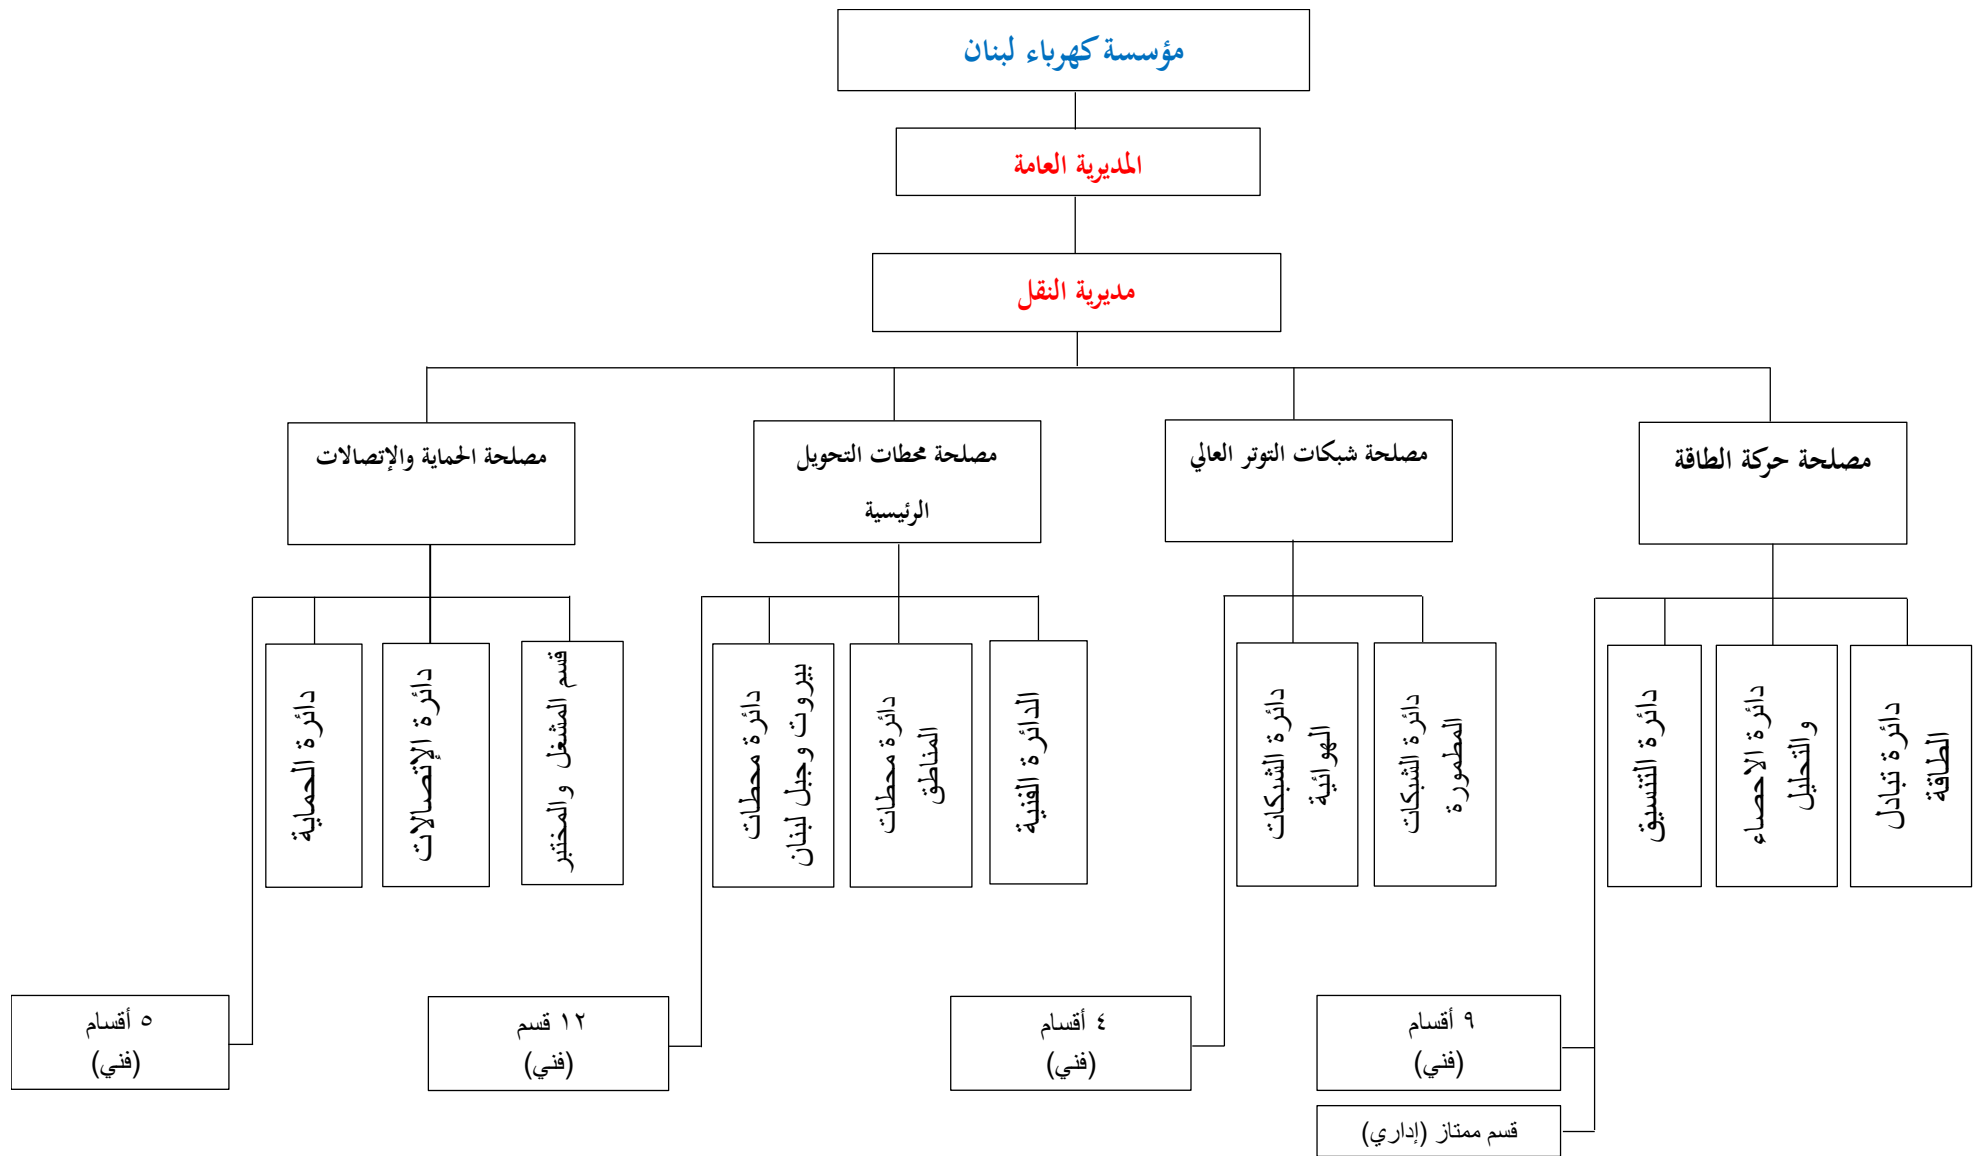 مؤسسة كهرباء لبنان
المديرية العامة
مديرية النقل
مصلحة حركة الطاقة
مصلحة شبكات التوتر العالي
مصلحة محطات التحويل
الرئيسية
مصلحة الحماية والإتصالات
دائرة تبادل
الطاقة
دائرة الاحصاء
والتحليل
دائرة التنسيق
دائرة الشبكات
المطمورة
دائرة الشبكات
الهوائية
الدائرة الفنية
دائرة محطات
المناطق
دائرة محطات
بيروت وجبل لبنان
قسم المشغل والمختبر
دائرة الإتصالات
دائرة الحماية
٩ أقسام
(فني)
٤ أقسام
(فني)
١٢ قسم
(فني)
٥ أقسام
(فني)
قسم ممتاز (إداري)